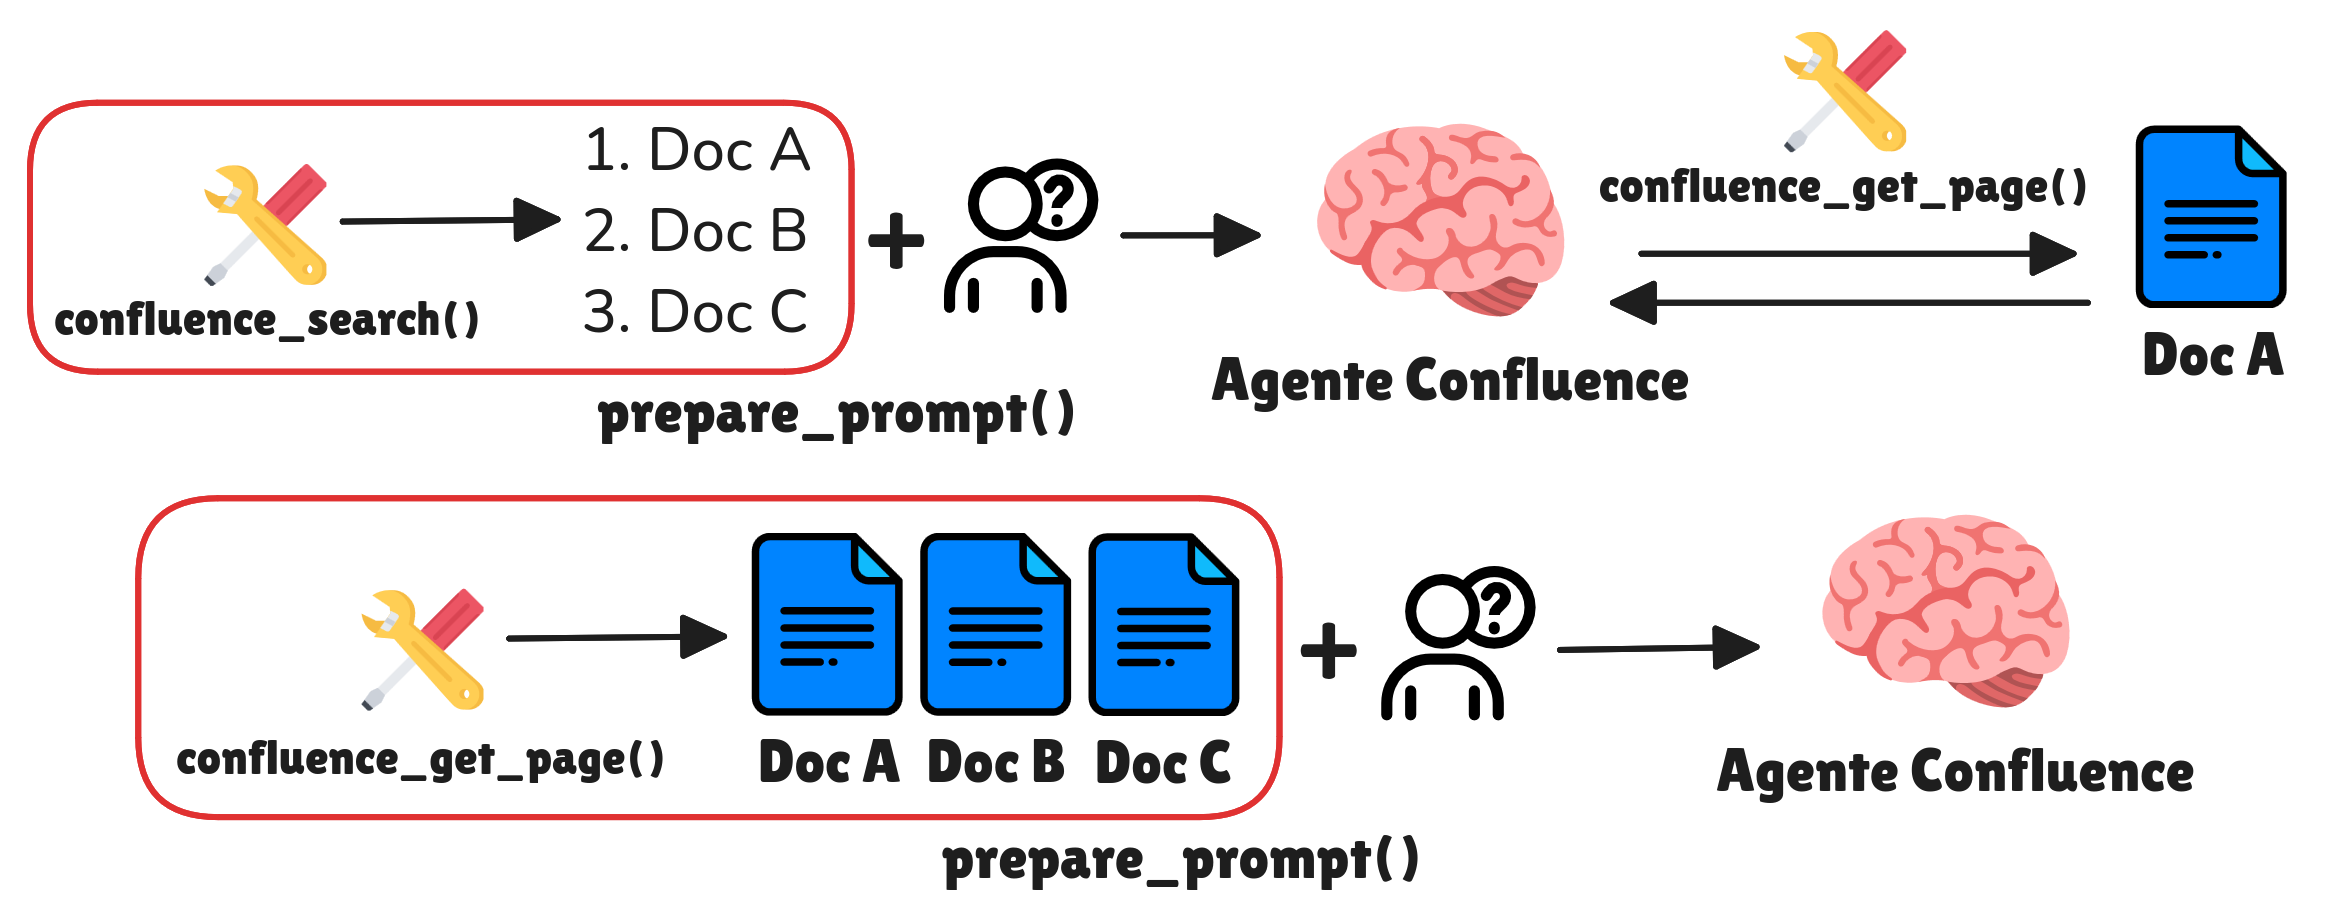 1. Doc A
2. Doc B
3. Doc C
confluence_search()
?
prepare_prompt()
Agente Confluence
confluence_get_page()
Doc A
confluence_get_page()
Doc A
Doc B
Doc C
?
prepare_prompt()
Agente Confluence